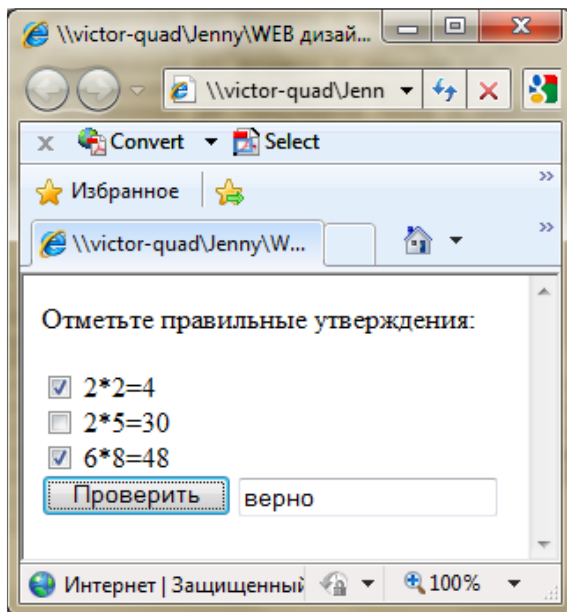 \\victor-quad\Jenny\WEB дизай...
\\victor-quad\Jenn
x Convert Select
Избранное
\\victor-quad\Jenny\W...
Отметьте правильные утверждения:
2*2=4
2*5=30
6*8=48
Проверить верно
Интернет | Защищенный 100%